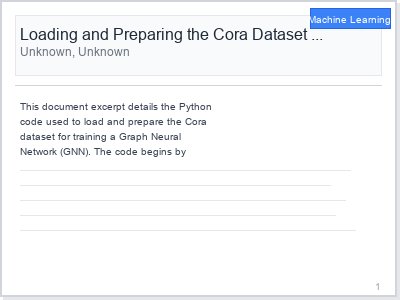 Machine Learning
Loading and Preparing the Cora Dataset ...
Unknown, Unknown
This document excerpt details the Python
code used to load and prepare the Cora
dataset for training a Graph Neural
Network (GNN). The code begins by
1